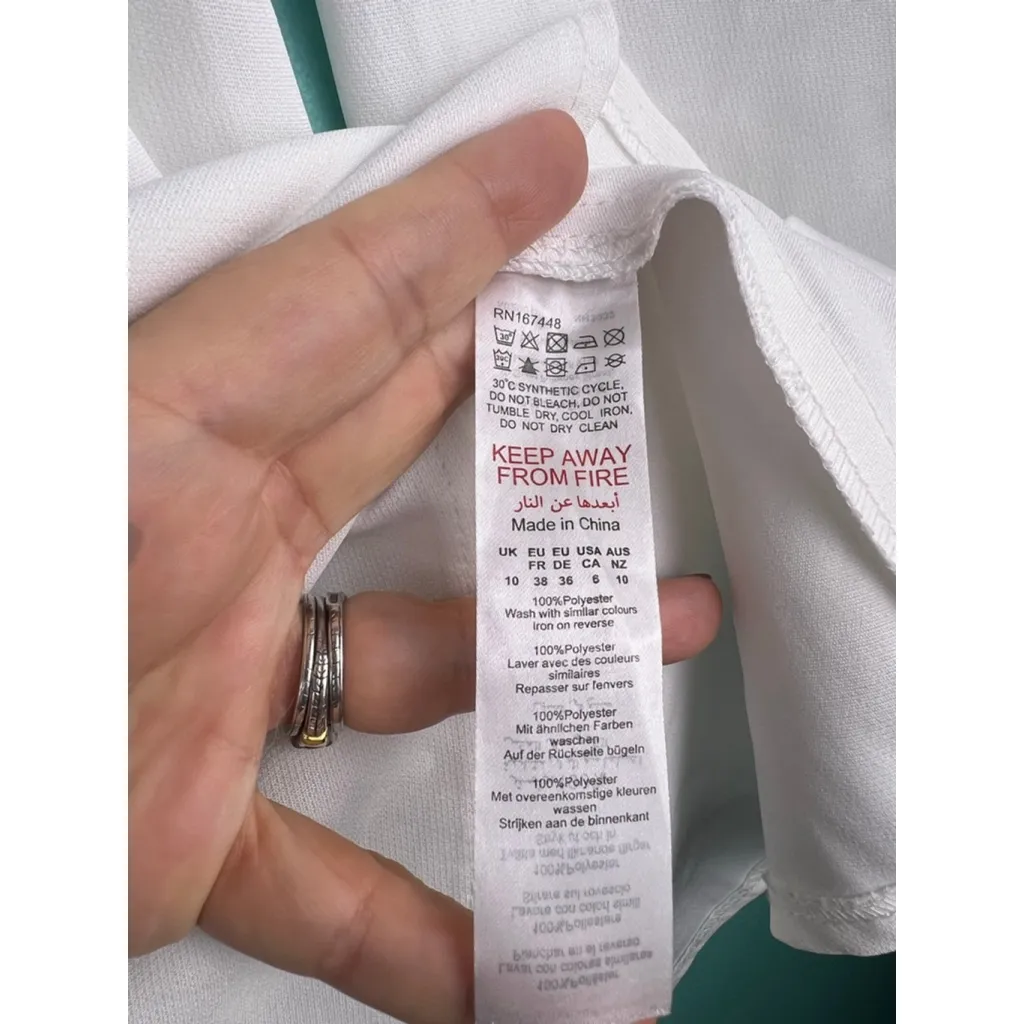 RN167448
30°C SYNTHETIC CYCLE,
DO NOT BLEACH, DO NOT
TUMBLE DRY, COOL IRON,
DO NOT DRY CLEAN
KEEP AWAY
FROM FIRE
أبعدها عن النار
Made in China
UK EU EU USA AUS
FR DE CA NZ
10 38 36 6 10
100%Polyester
Wash with similar colours
Iron on reverse
100%Polyester
Laver avec des couleurs
similaires
Repasser sur l'envers
100%Polyester
Mit ähnlichen Farben
waschen
Auf der Rückseite bügeln
100%Polyester
Met overeenkomstige kleuren
wassen
Strijken aan de binnenkant